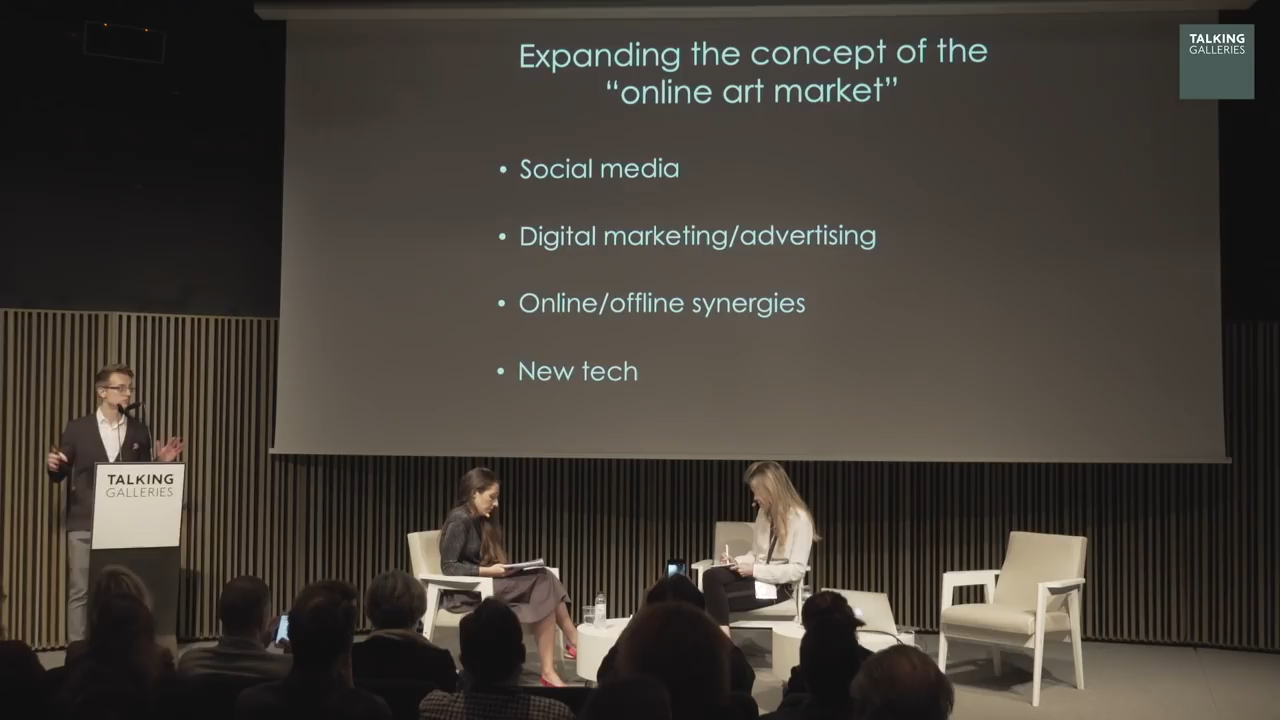 Expanding the concept of the
“online art market”
• Social media
• Digital marketing/advertising
• Online/offline synergies
• New tech
TALKING
GALLERIES
TALKING
GALLERIES